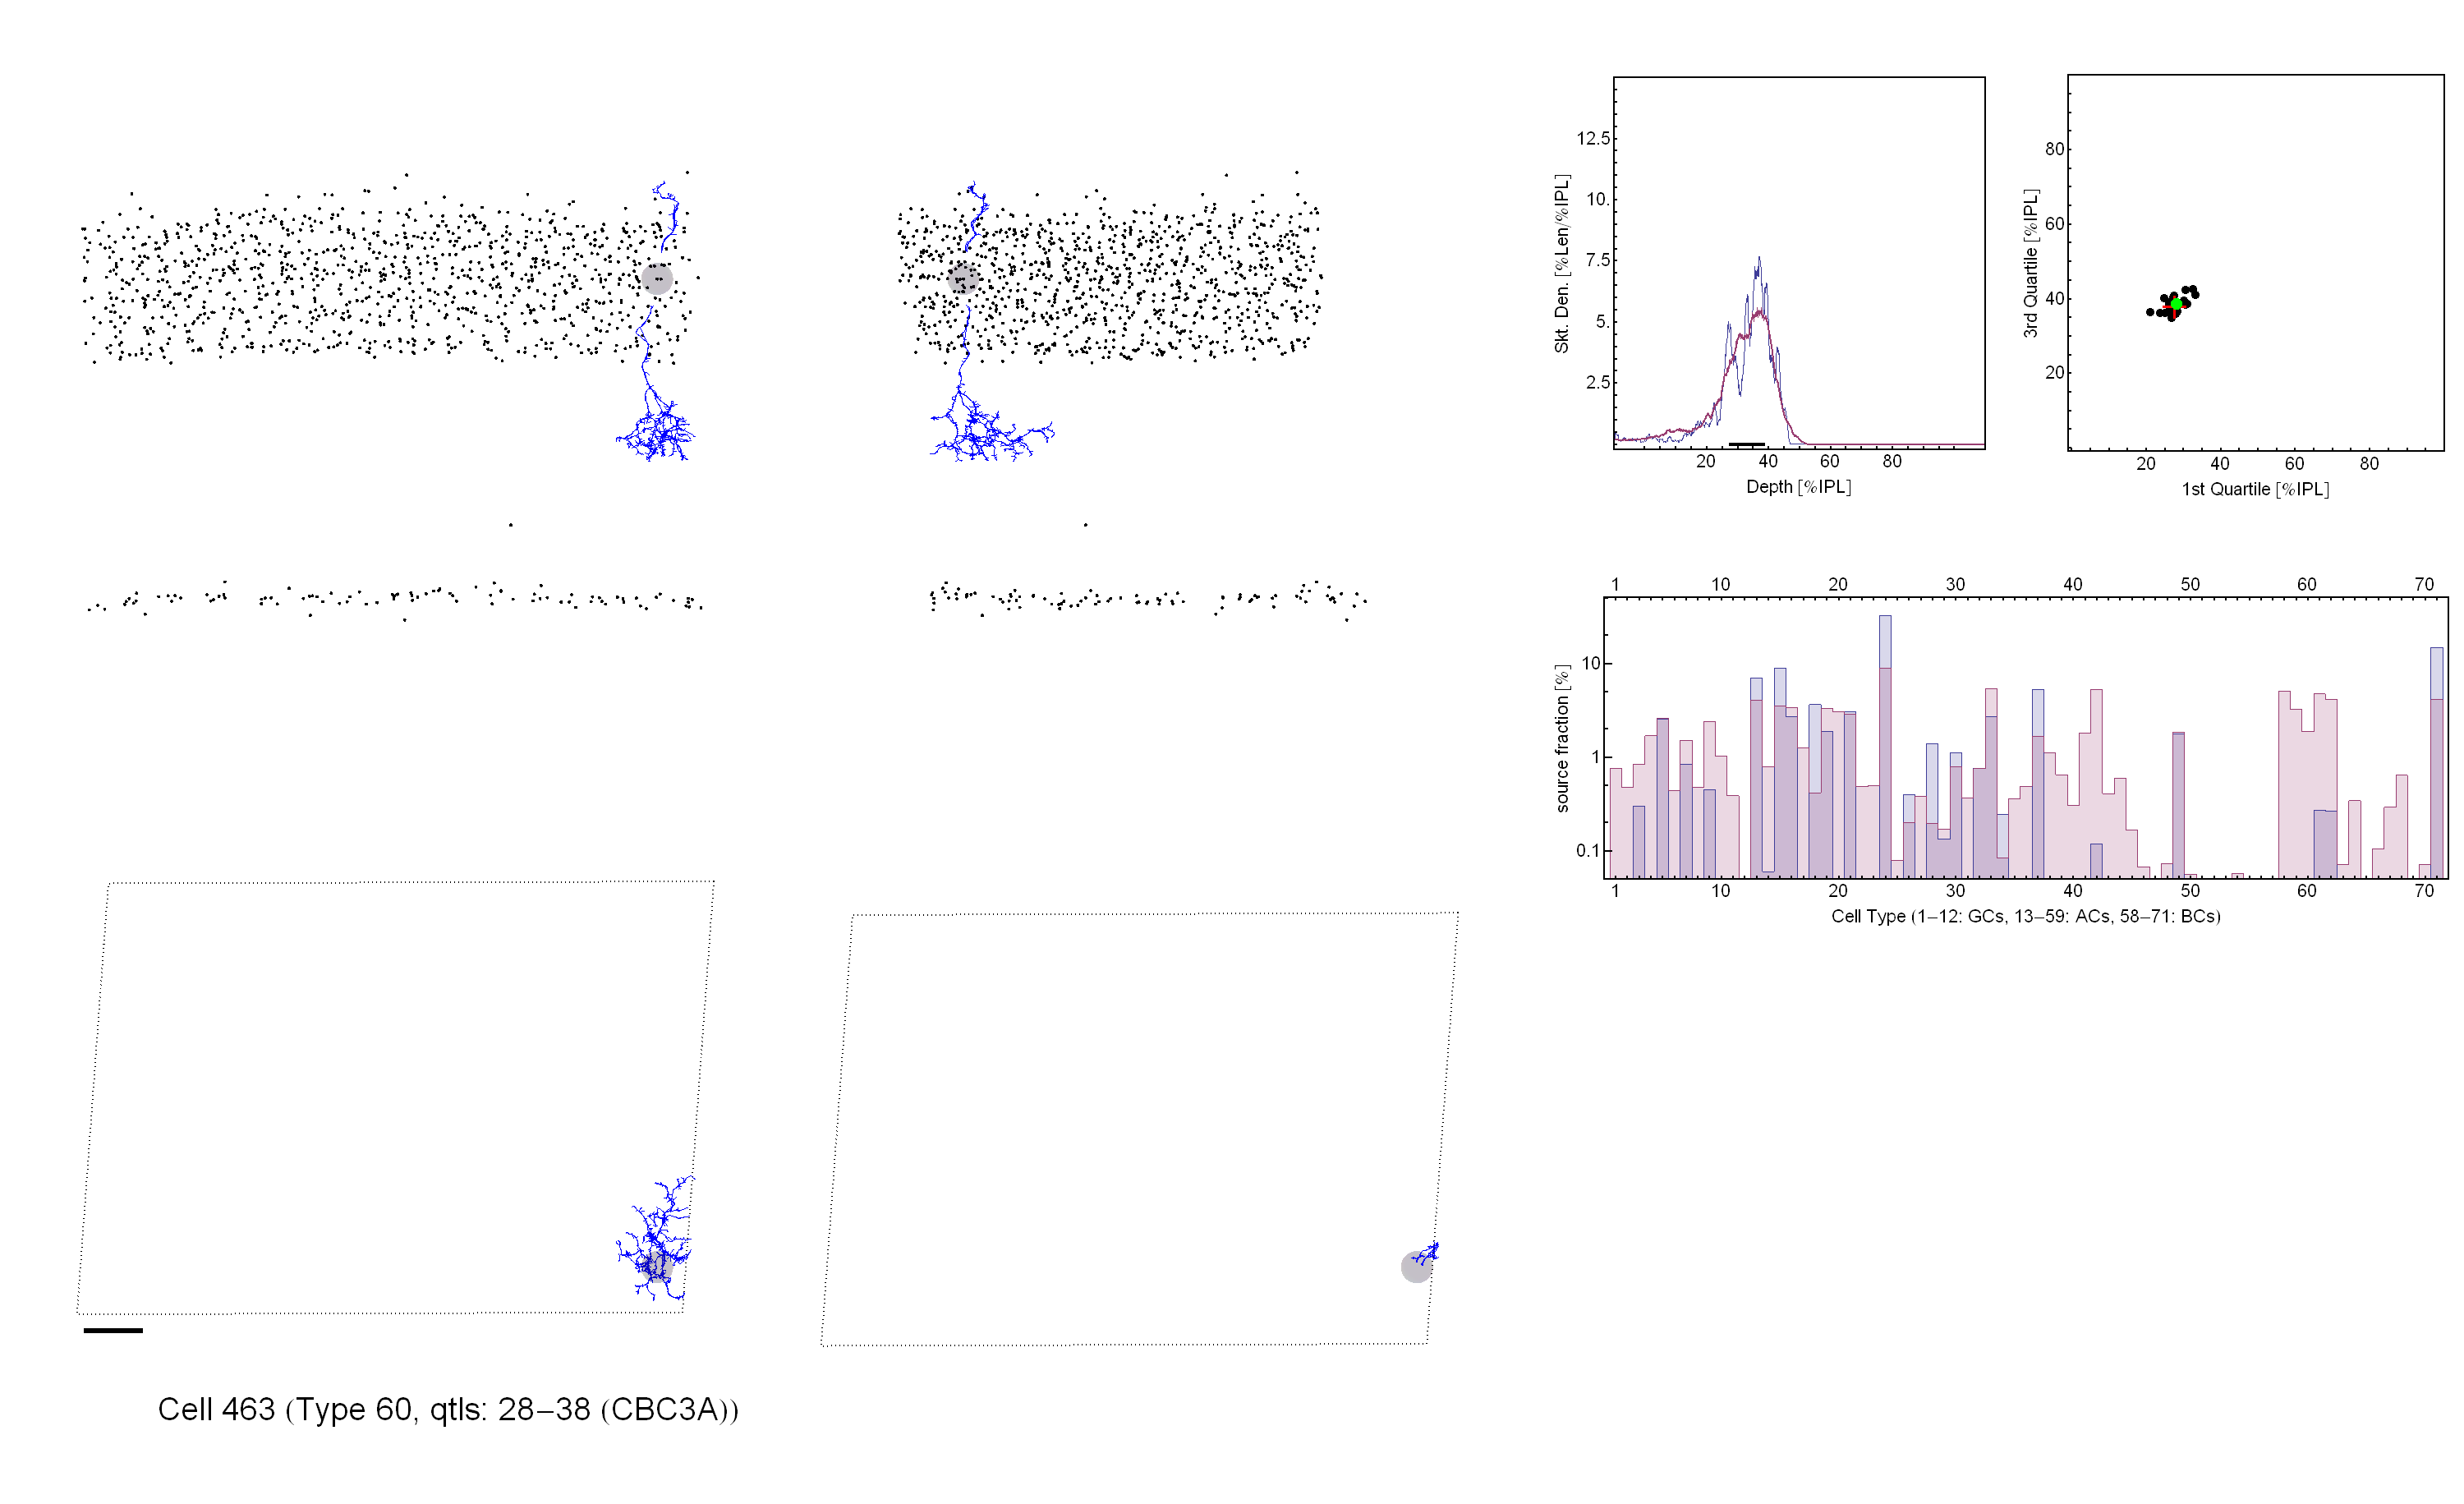 12.5
10.
7.5
5.
2.5
Skt. Den. [%Len/%IPL]
20 40 60 80
Depth [%IPL]
80
60
40
20
3rd Quartile [%IPL]
20 40 60 80
1st Quartile [%IPL]
1 10 20 30 40 50 60 70
10
1
0.1
source fraction [%]
1 10 20 30 40 50 60 70
Cell Type (1–12: GCs, 13–59: ACs, 58–71: BCs)
Cell 463 (Type 60, qtls: 28–38 (CBC3A))